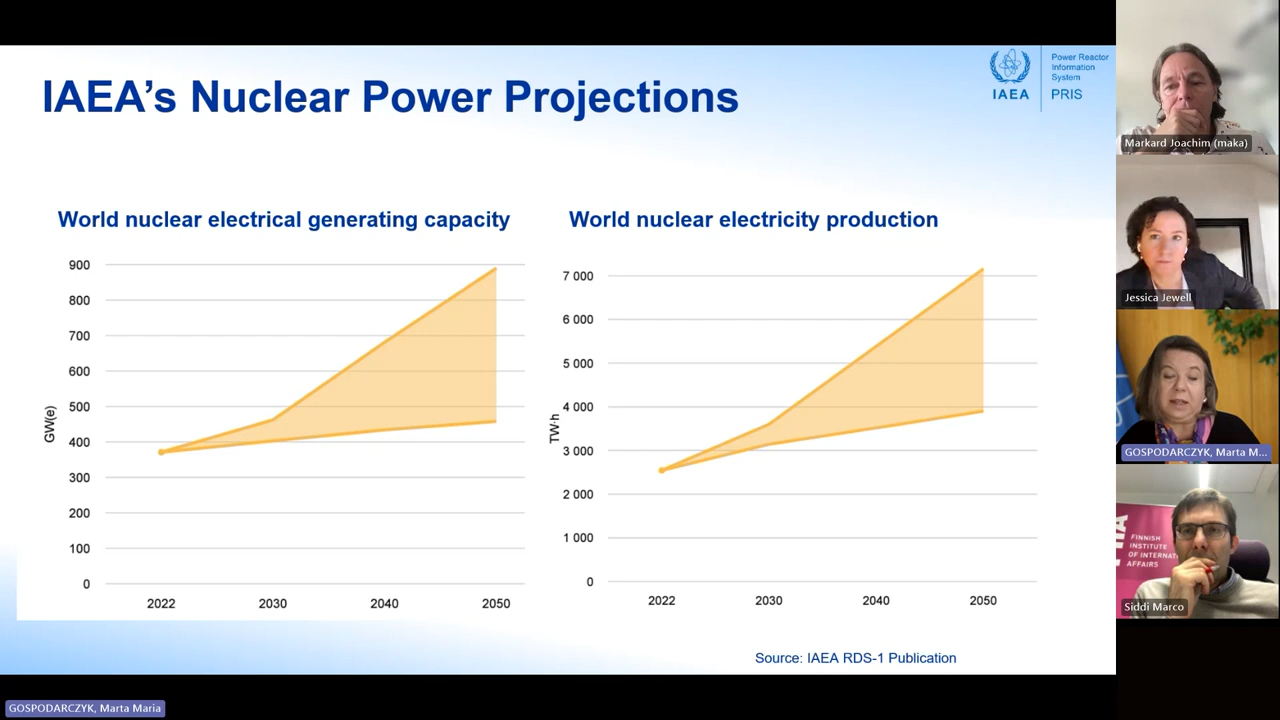 IAEA's Nuclear Power Projections
IAEA
Power Reactor
Information
System
PRIS
World nuclear electrical generating capacity
900
800
700
600
500
400
300
200
100
0
GW(e)
2022 2030 2040 2050
World nuclear electricity production
7 000
6 000
5 000
4 000
3 000
2 000
1 000
0
TW·h
2022 2030 2040 2050
Source: IAEA RDS-1 Publication
Markard Joachim (maka)
Jessica Jewell
GOSPODARCZYK, Marta M...
FINNISH
INSTITUTE
OF INTERNAT
AFFAIRS
Siddi Marco
GOSPODARCZYK, Marta Maria